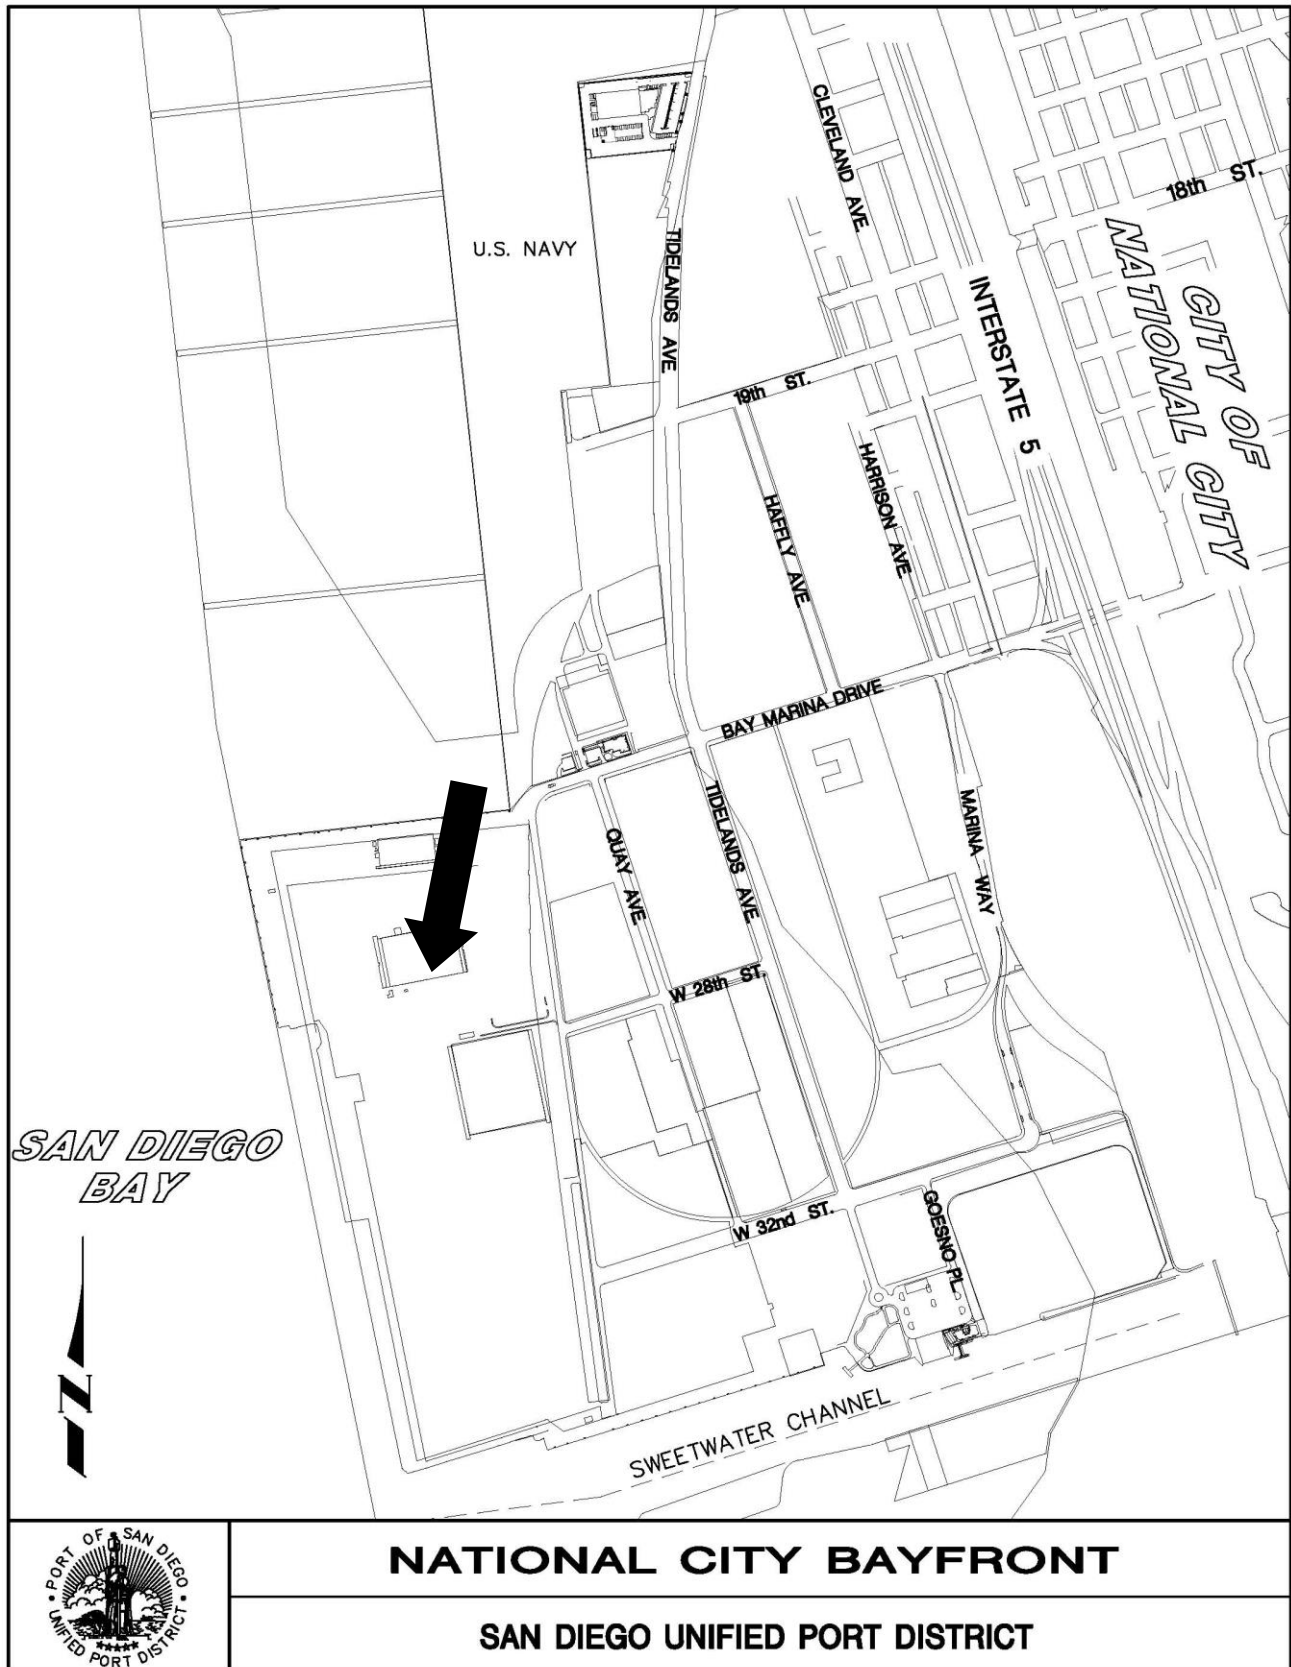 CLEVELAND AVE.
18th ST.
U.S. NAVY
TIDELANDS AVE.
INTERSTATE 5
CITY OF
NATIONAL CITY
19th ST.
HAFFLY AVE.
HARRISON AVE.
BAY MARINA DRIVE
QUAY AVE.
TIDELANDS AVE.
MARINA WAY
W 28th ST.
SAN DIEGO
BAY
W 32nd ST.
GOESNO PL.
N
SWEETWATER CHANNEL
PORT OF SAN DIEGO
UNIFIED PORT DISTRICT
NATIONAL CITY BAYFRONT
SAN DIEGO UNIFIED PORT DISTRICT